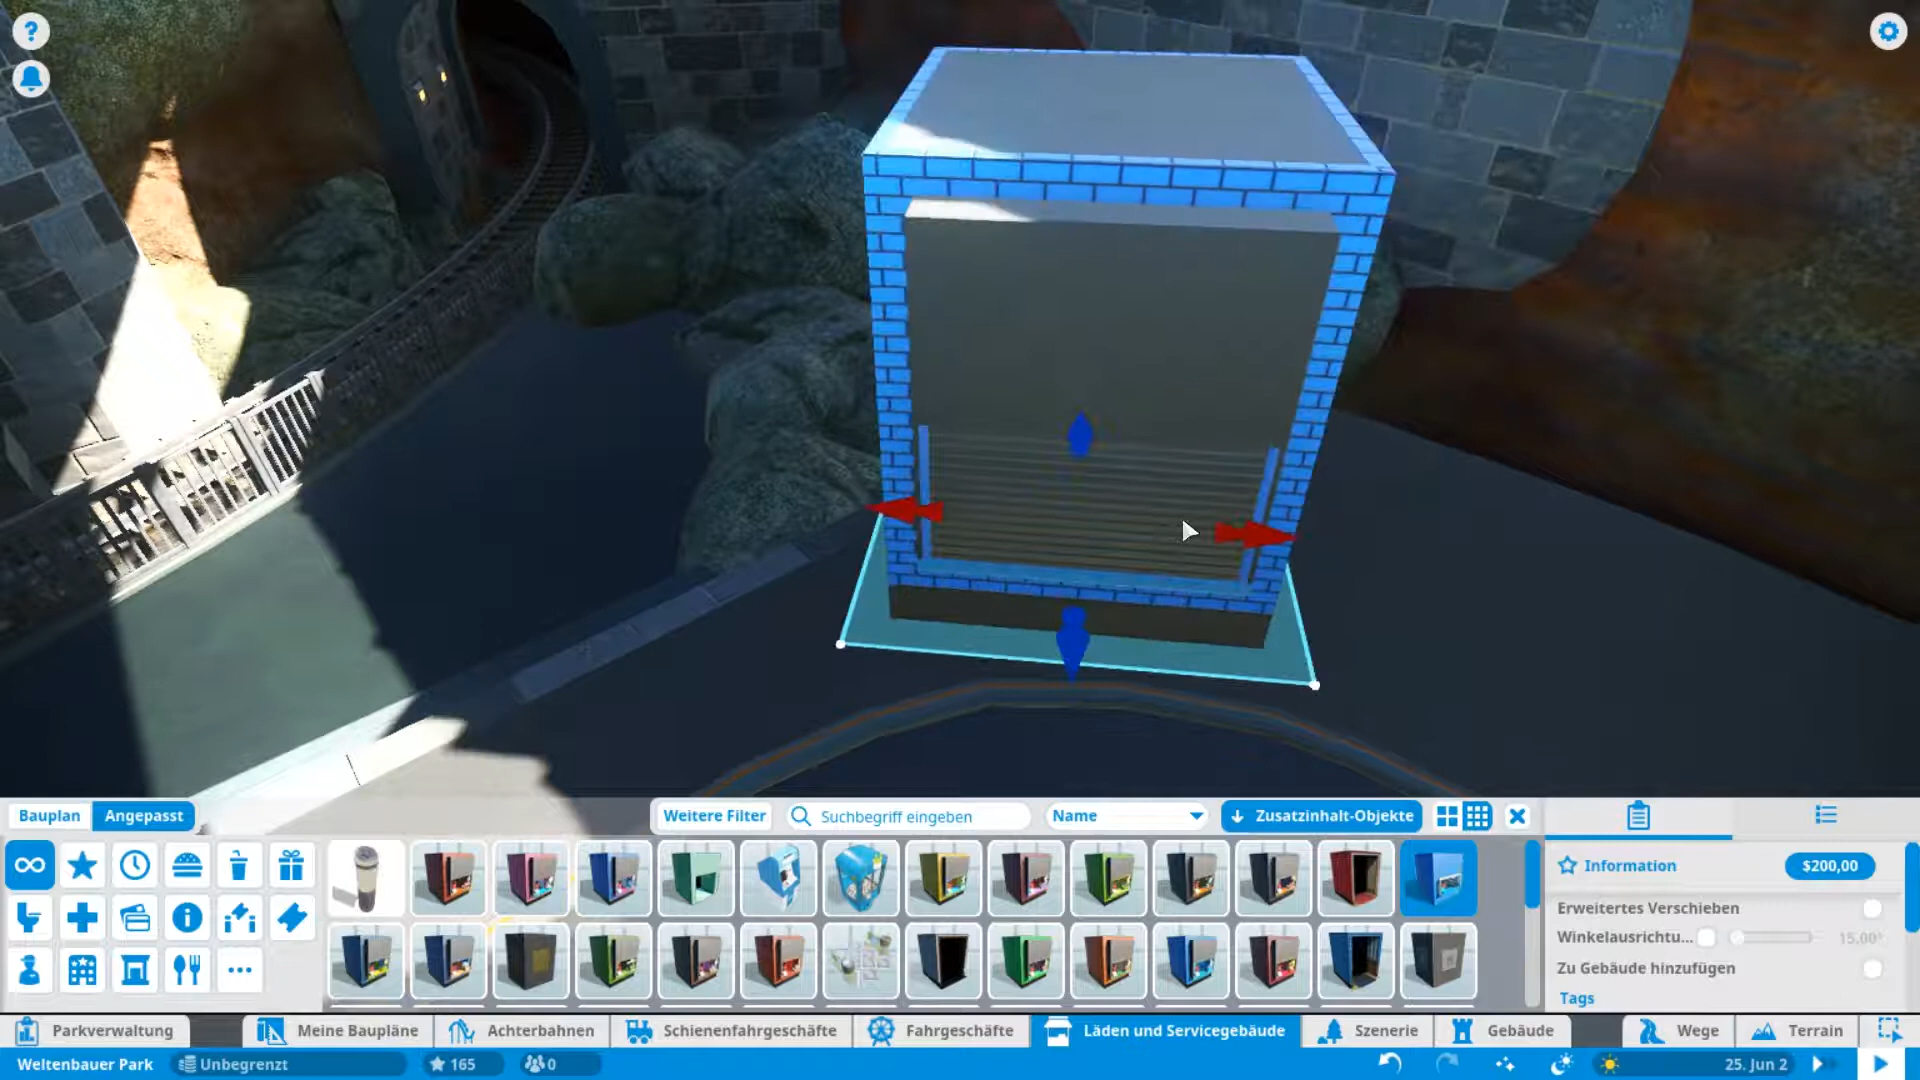 Bauplan
Angepasst
Weitere Filter
Suchbegriff eingeben
Name
Zusatzinhalt-Objekte
Information
$200,00
Erweitertes Verschieben
Winkelausrichtu...
15.00°
Zu Gebäude hinzufügen
Tags
Parkverwaltung
Meine Baupläne
Achterbahnen
Schienenfahrgeschäfte
Fahrgeschäfte
Läden und Servicegebäude
Szenerie
Gebäude
Wege
Terrain
Weltenbauer Park
Unbegrenzt
165
0
25. Jun 2